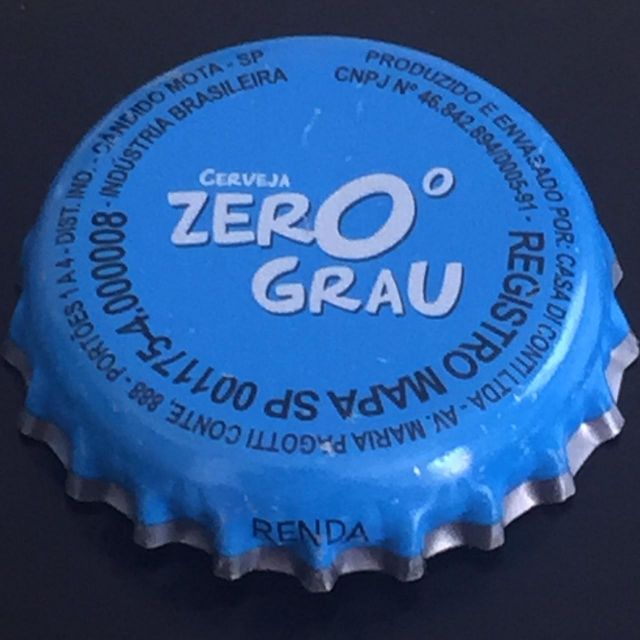 CERVEJA
ZERO°
GRAU
PRODUZIDO E ENVASADO POR: CASA DI CONTI LTDA - AV. MARIA PAGOTTI CONTE, 888 - PORTÕES 1 A 4 - DIST. IND. - CANDIDO MOTA - SP
CNPJ Nº 46.842.894/0005-91 - REGISTRO MAPA SP 001175-4.000008 - INDÚSTRIA BRASILEIRA
RENDA